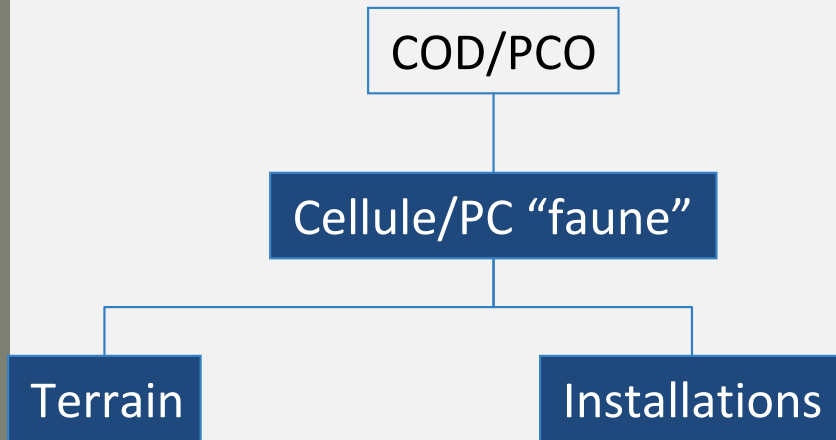 COD/PCO
Cellule/PC “faune”
Terrain
Installations